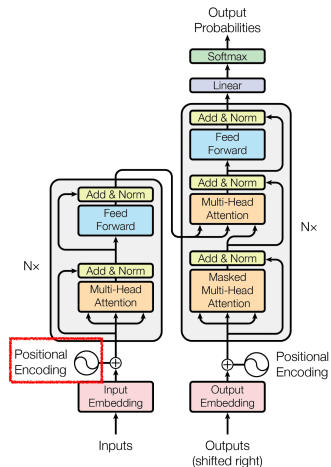 Output
Probabilities
Softmax
Linear
Add & Norm
Feed
Forward
Add & Norm
Multi-Head
Attention
Add & Norm
Masked
Multi-Head
Attention
N×
Positional
Encoding
Output
Embedding
Outputs
(shifted right)
Add & Norm
Feed
Forward
Add & Norm
Multi-Head
Attention
N×
Positional
Encoding
Input
Embedding
Inputs